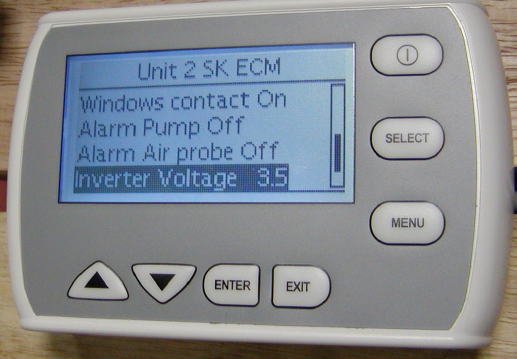 Unit 2 SK ECM
Windows contact On
Alarm Pump Off
Alarm Air probe Off
Inverter Voltage 3.5
SELECT
MENU
ENTER EXIT